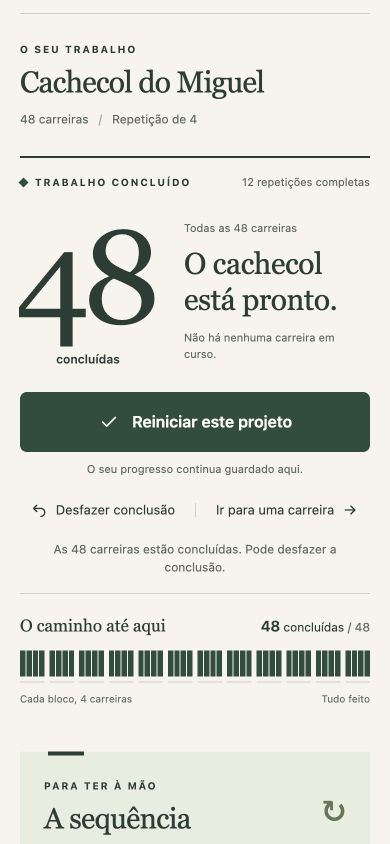 O SEU TRABALHO
Cachecol do Miguel
48 carreiras / Repetição de 4
TRABALHO CONCLUÍDO
12 repetições completas
48
concluídas
Todas as 48 carreiras
O cachecol
está pronto.
Não há nenhuma carreira em
curso.
Reiniciar este projeto
O seu progresso continua guardado aqui.
Desfazer conclusão
Ir para uma carreira
As 48 carreiras estão concluídas. Pode desfazer a
conclusão.
O caminho até aqui
48 concluídas / 48
Cada bloco, 4 carreiras
Tudo feito
PARA TER À MÃO
A sequência